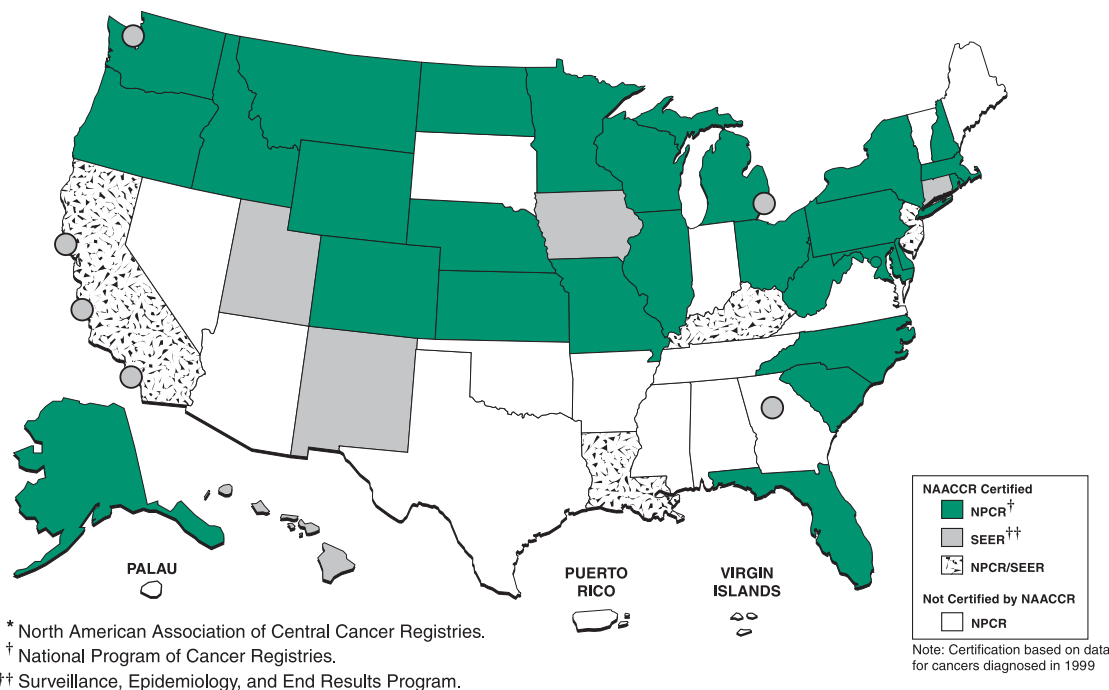 PALAU
PUERTO
RICO
VIRGIN
ISLANDS
NAACCR Certified
NPCR†
SEER††
NPCR/SEER
Not Certified by NAACCR
NPCR
Note: Certification based on data
for cancers diagnosed in 1999
* North American Association of Central Cancer Registries.
† National Program of Cancer Registries.
†† Surveillance, Epidemiology, and End Results Program.